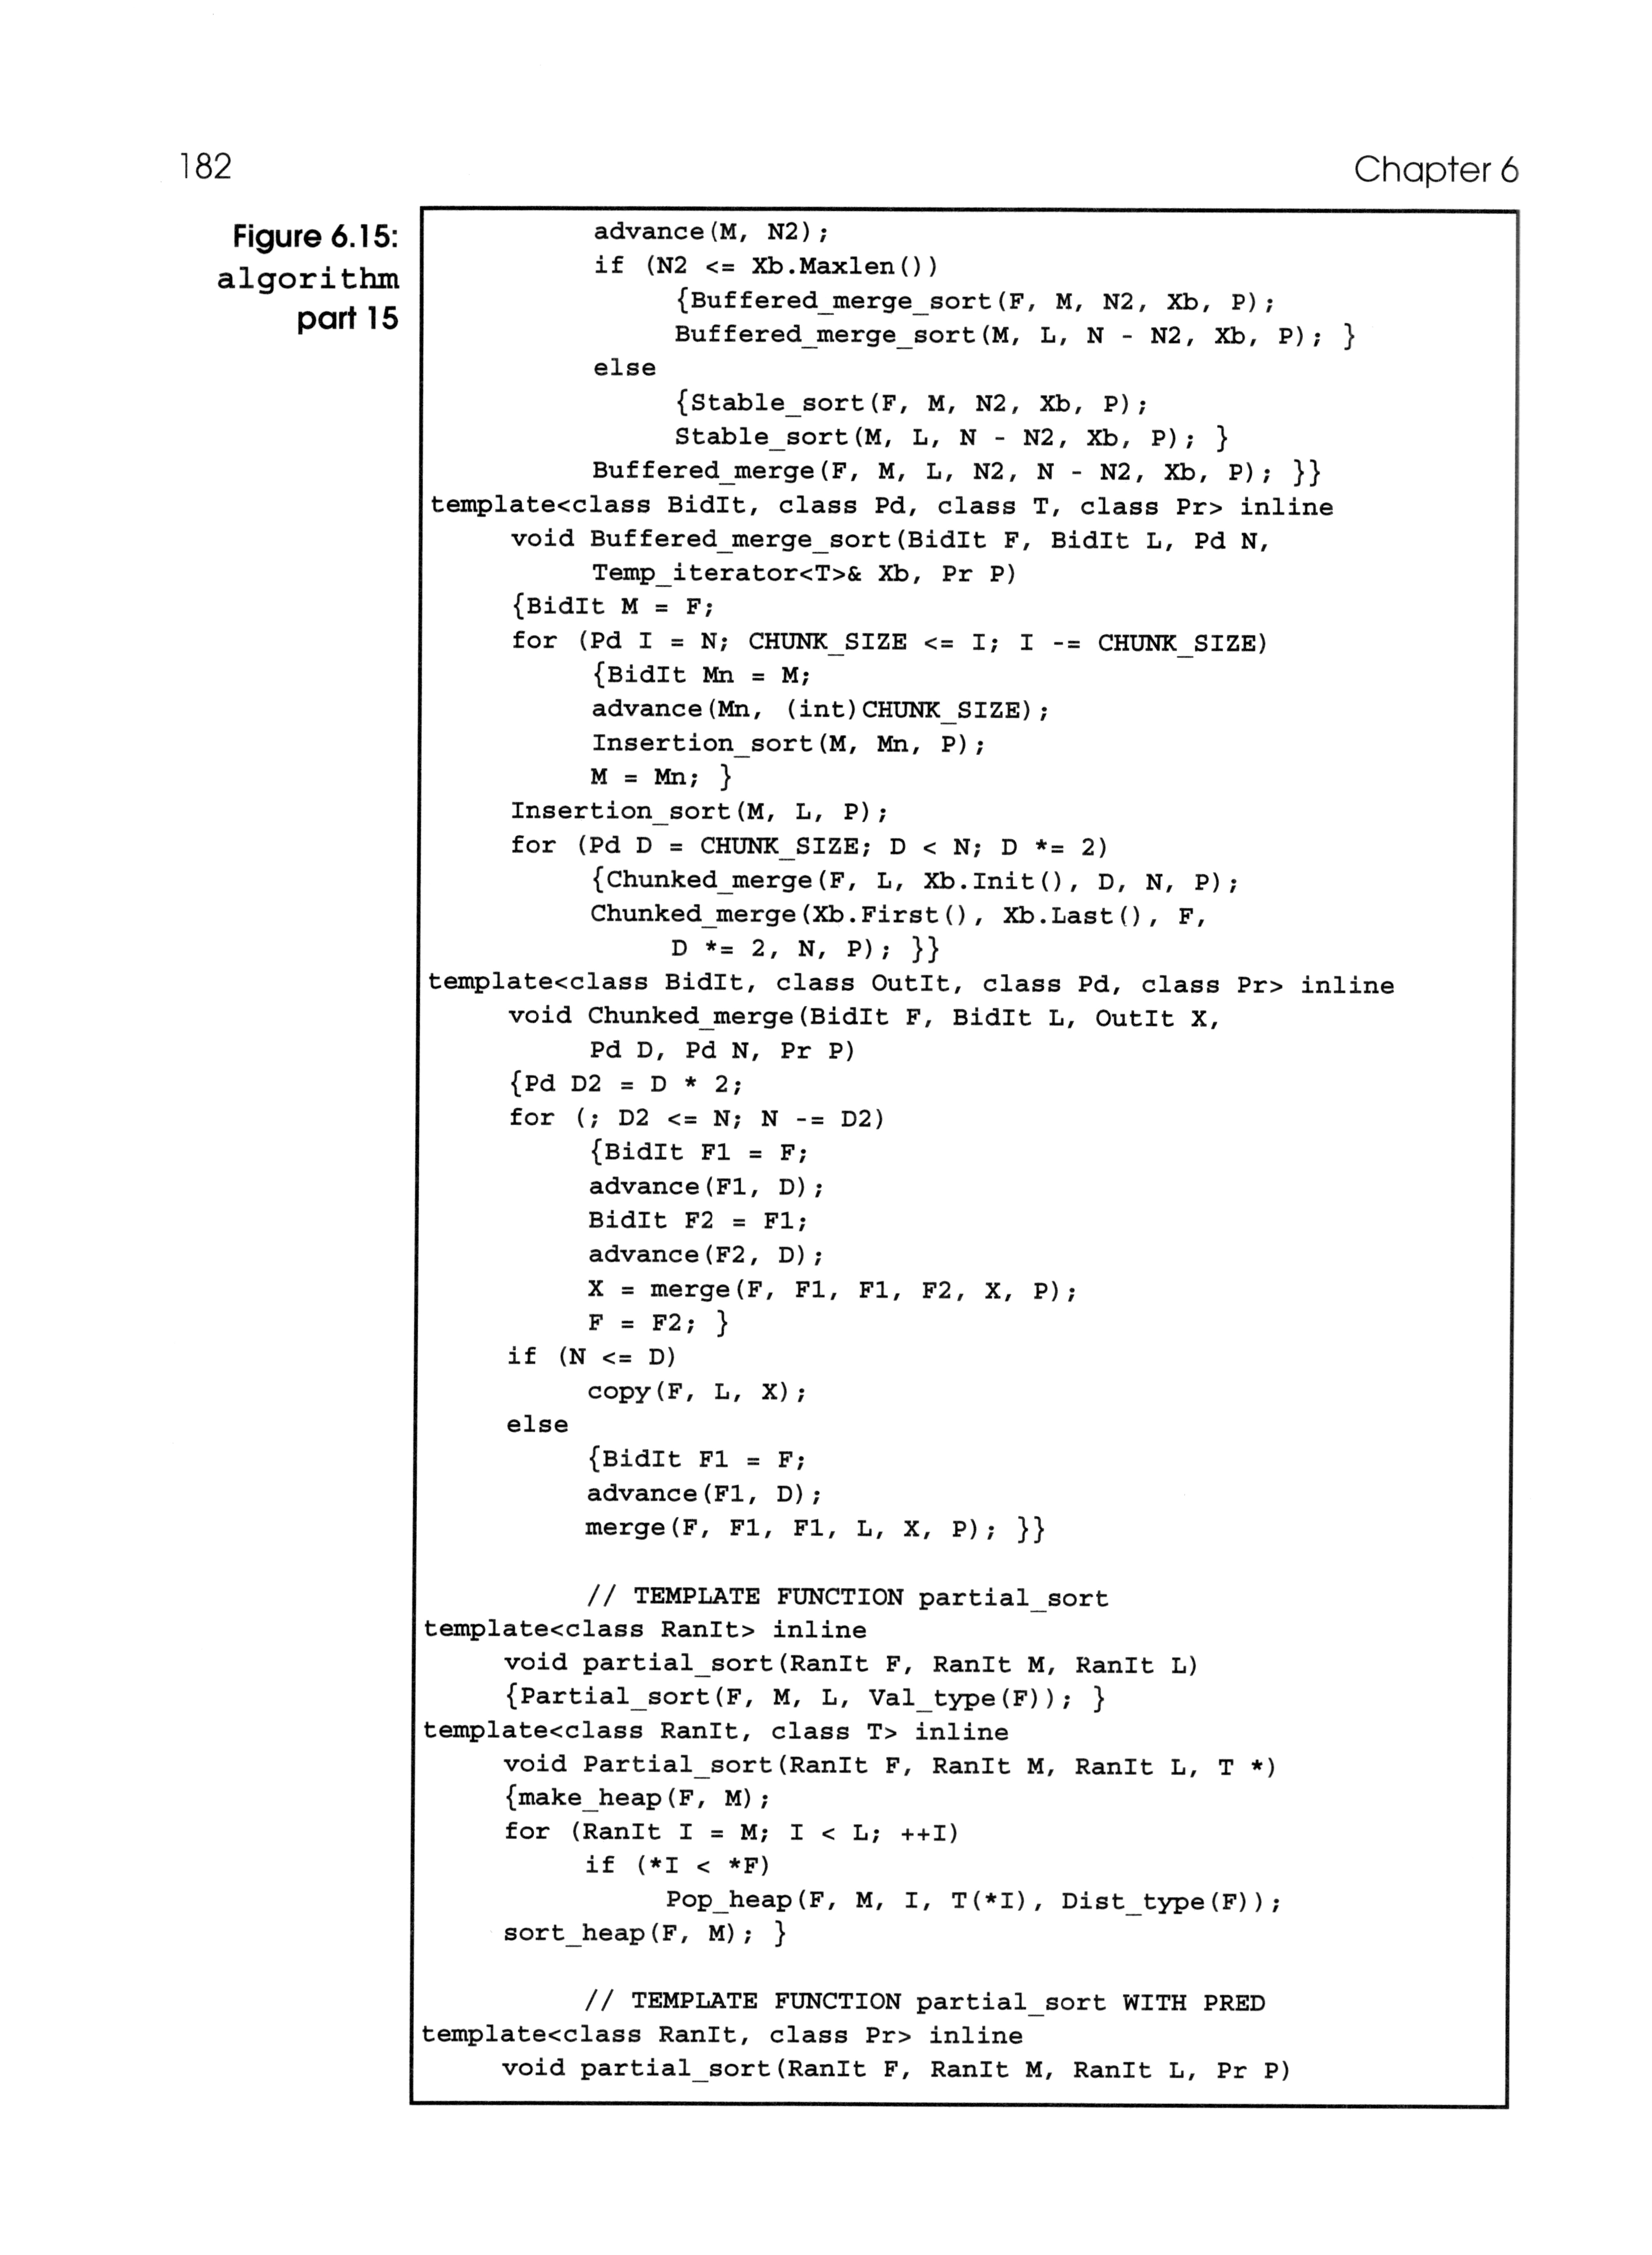 182
Chapter 6
Figure 6.15:
algorithm
part 15
advance(M, N2);
if (N2 <= Xb.Maxlen())
{Buffered_merge_sort(F, M, N2, Xb, P);
Buffered_merge_sort(M, L, N - N2, Xb, P); }
else
{Stable_sort(F, M, N2, Xb, P);
Stable_sort(M, L, N - N2, Xb, P); }
Buffered_merge(F, M, L, N2, N - N2, Xb, P); }}
template<class BidIt, class Pd, class T, class Pr> inline
void Buffered_merge_sort(BidIt F, BidIt L, Pd N,
Temp_iterator<T>& Xb, Pr P)
{BidIt M = F;
for (Pd I = N; CHUNK_SIZE <= I; I -= CHUNK_SIZE)
{BidIt Mn = M;
advance(Mn, (int)CHUNK_SIZE);
Insertion_sort(M, Mn, P);
M = Mn; }
Insertion_sort(M, L, P);
for (Pd D = CHUNK_SIZE; D < N; D *= 2)
{Chunked_merge(F, L, Xb.Init(), D, N, P);
Chunked_merge(Xb.First(), Xb.Last(), F,
D *= 2, N, P); }}
template<class BidIt, class OutIt, class Pd, class Pr> inline
void Chunked_merge(BidIt F, BidIt L, OutIt X,
Pd D, Pd N, Pr P)
{Pd D2 = D * 2;
for (; D2 <= N; N -= D2)
{BidIt F1 = F;
advance(F1, D);
BidIt F2 = F1;
advance(F2, D);
X = merge(F, F1, F1, F2, X, P);
F = F2; }
if (N <= D)
copy(F, L, X);
else
{BidIt F1 = F;
advance(F1, D);
merge(F, F1, F1, L, X, P); }}
// TEMPLATE FUNCTION partial_sort
template<class RanIt> inline
void partial_sort(RanIt F, RanIt M, RanIt L)
{Partial_sort(F, M, L, Val_type(F)); }
template<class RanIt, class T> inline
void Partial_sort(RanIt F, RanIt M, RanIt L, T *)
{make_heap(F, M);
for (RanIt I = M; I < L; ++I)
if (*I < *F)
Pop_heap(F, M, I, T(*I), Dist_type(F));
sort_heap(F, M); }
// TEMPLATE FUNCTION partial_sort WITH PRED
template<class RanIt, class Pr> inline
void partial_sort(RanIt F, RanIt M, RanIt L, Pr P)